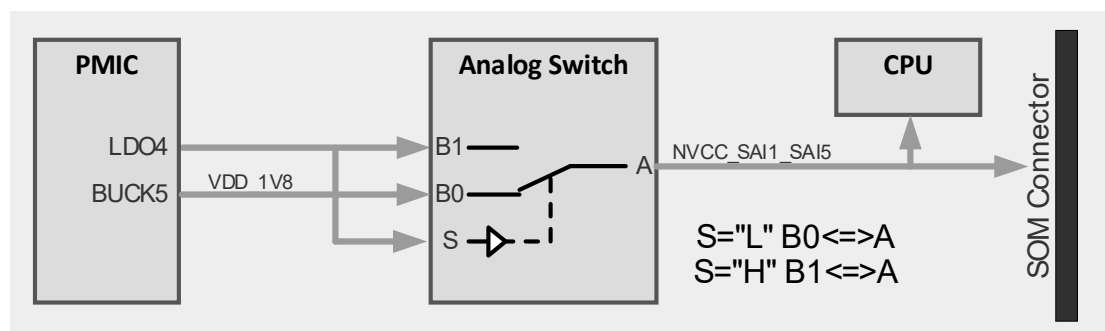 PMIC
LDO4
BUCK5
VDD_1V8
Analog Switch
B1
B0
S
A
NVCC_SAI1_SAI5
S="L" B0<=>A
S="H" B1<=>A
CPU
SOM Connector